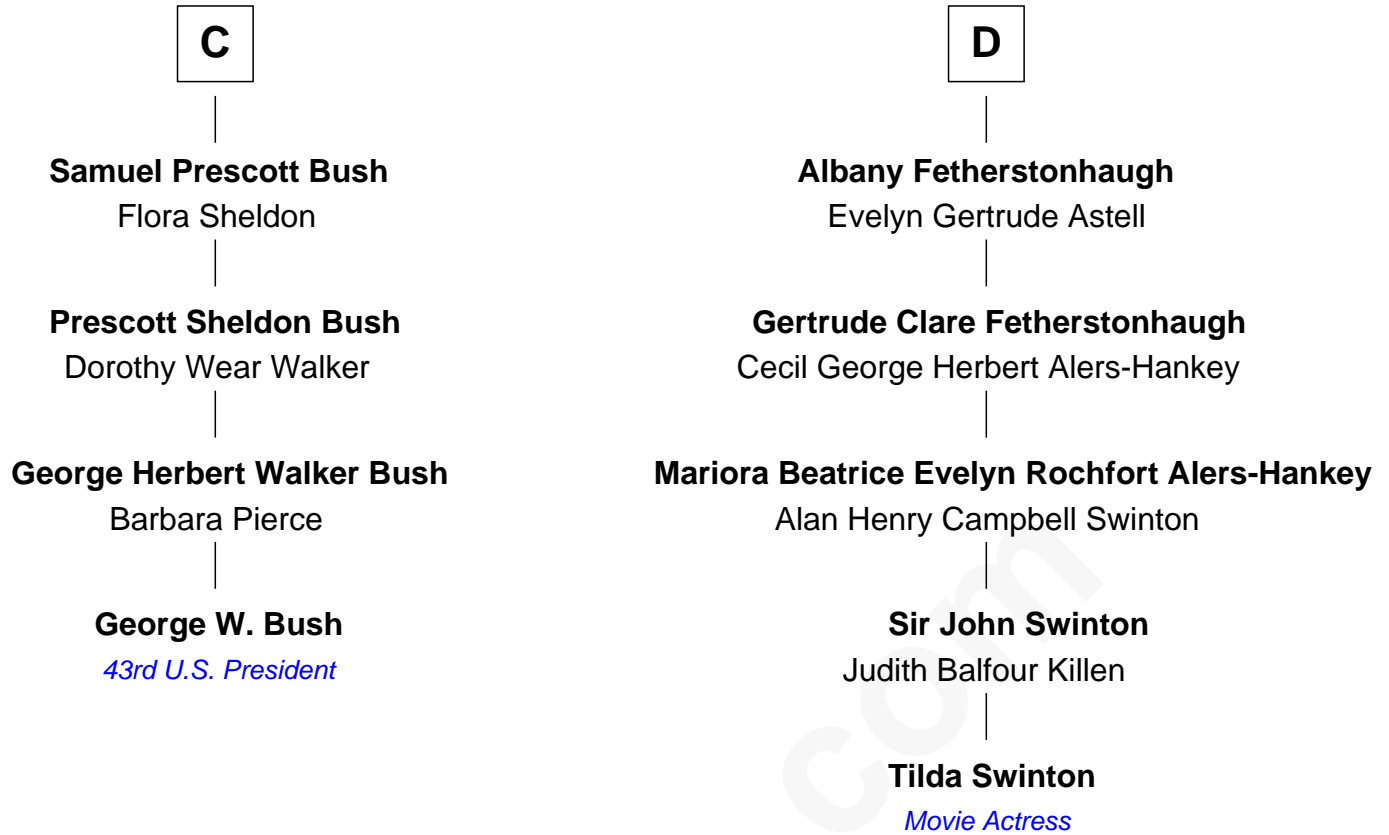 C
Samuel Prescott Bush
Flora Sheldon
Prescott Sheldon Bush
Dorothy Wear Walker
George Herbert Walker Bush
Barbara Pierce
George W. Bush
43rd U.S. President
D
Albany Fetherstonhaugh
Evelyn Gertrude Astell
Gertrude Clare Fetherstonhaugh
Cecil George Herbert Alers-Hankey
Mariora Beatrice Evelyn Rochfort Alers-Hankey
Alan Henry Campbell Swinton
Sir John Swinton
Judith Balfour Killen
Tilda Swinton
Movie Actress
com